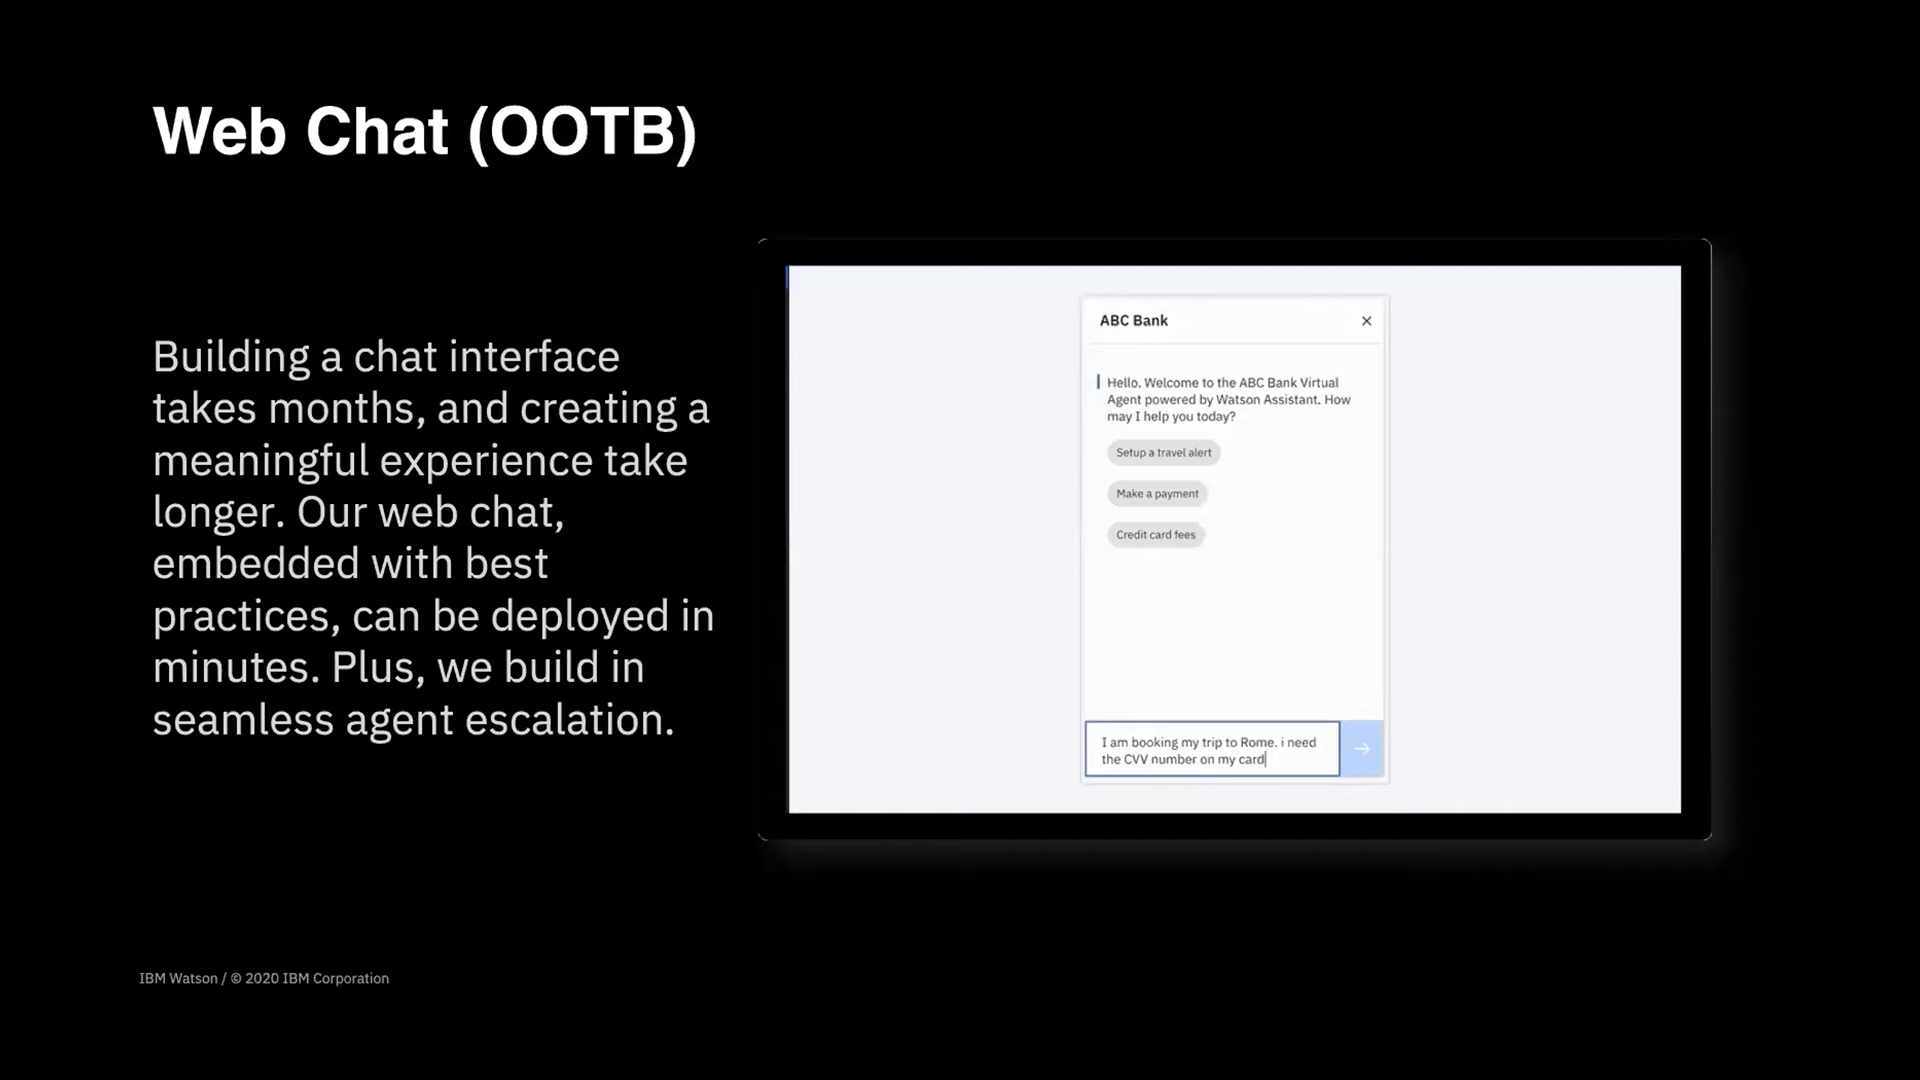 Web Chat (OOTB)
Building a chat interface
takes months, and creating a
meaningful experience take
longer. Our web chat,
embedded with best
practices, can be deployed in
minutes. Plus, we build in
seamless agent escalation.
ABC Bank
Hello. Welcome to the ABC Bank Virtual
Agent powered by Watson Assistant. How
may I help you today?
Setup a travel alert
Make a payment
Credit card fees
I am booking my trip to Rome. i need
the CVV number on my card
IBM Watson / © 2020 IBM Corporation